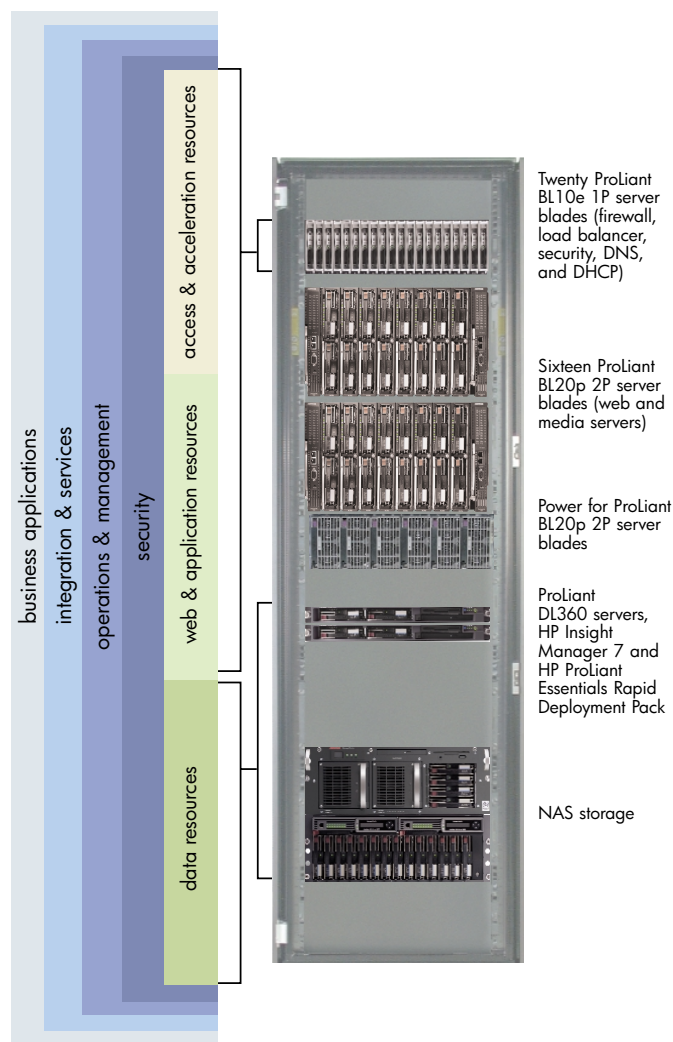 business applications
integration & services
operations & management
security
access & acceleration resources
web & application resources
data resources
Twenty ProLiant
BL10e 1P server
blades (firewall,
load balancer,
security, DNS,
and DHCP)
Sixteen ProLiant
BL20p 2P server
blades (web and
media servers)
Power for ProLiant
BL20p 2P server
blades
ProLiant
DL360 servers,
HP Insight
Manager 7 and
HP ProLiant
Essentials Rapid
Deployment Pack
NAS storage